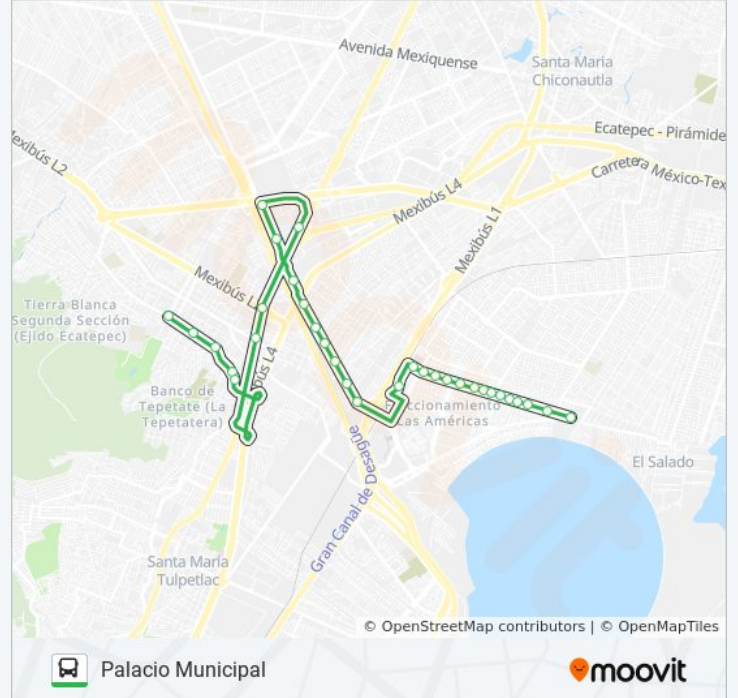 Avenida Mexiquense
Santa Maria
Chiconautla
Ecatepec - Pirámide
Mexibús L2
Carretera México-Tex
Mexibús L4
Mexibús L1
Mexibús L
Tierra Blanca
Segunda Sección
(Ejido Ecatepec)
bús L4
Banco de
Tepetate (La
Tepetatera)
ccionamiento
Las Américas
El Salado
Gran Canal de Desagüe
Santa María
Tulpetlac
© OpenStreetMap contributors | © OpenMapTiles
Palacio Municipal
moovit